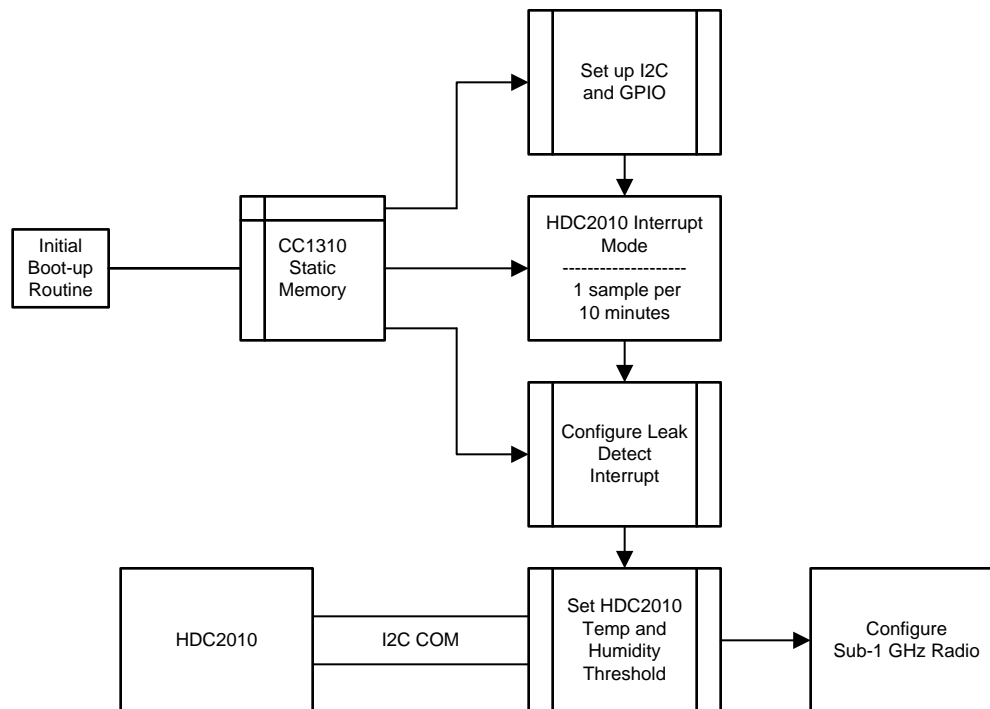 Set up I2C
and GPIO
HDC2010 Interrupt
Mode
---------------------
1 sample per
10 minutes
Initial
Boot-up
Routine
CC1310
Static
Memory
Configure Leak
Detect
Interrupt
HDC2010
I2C COM
Set HDC2010
Temp and
Humidity
Threshold
Configure
Sub-1 GHz Radio